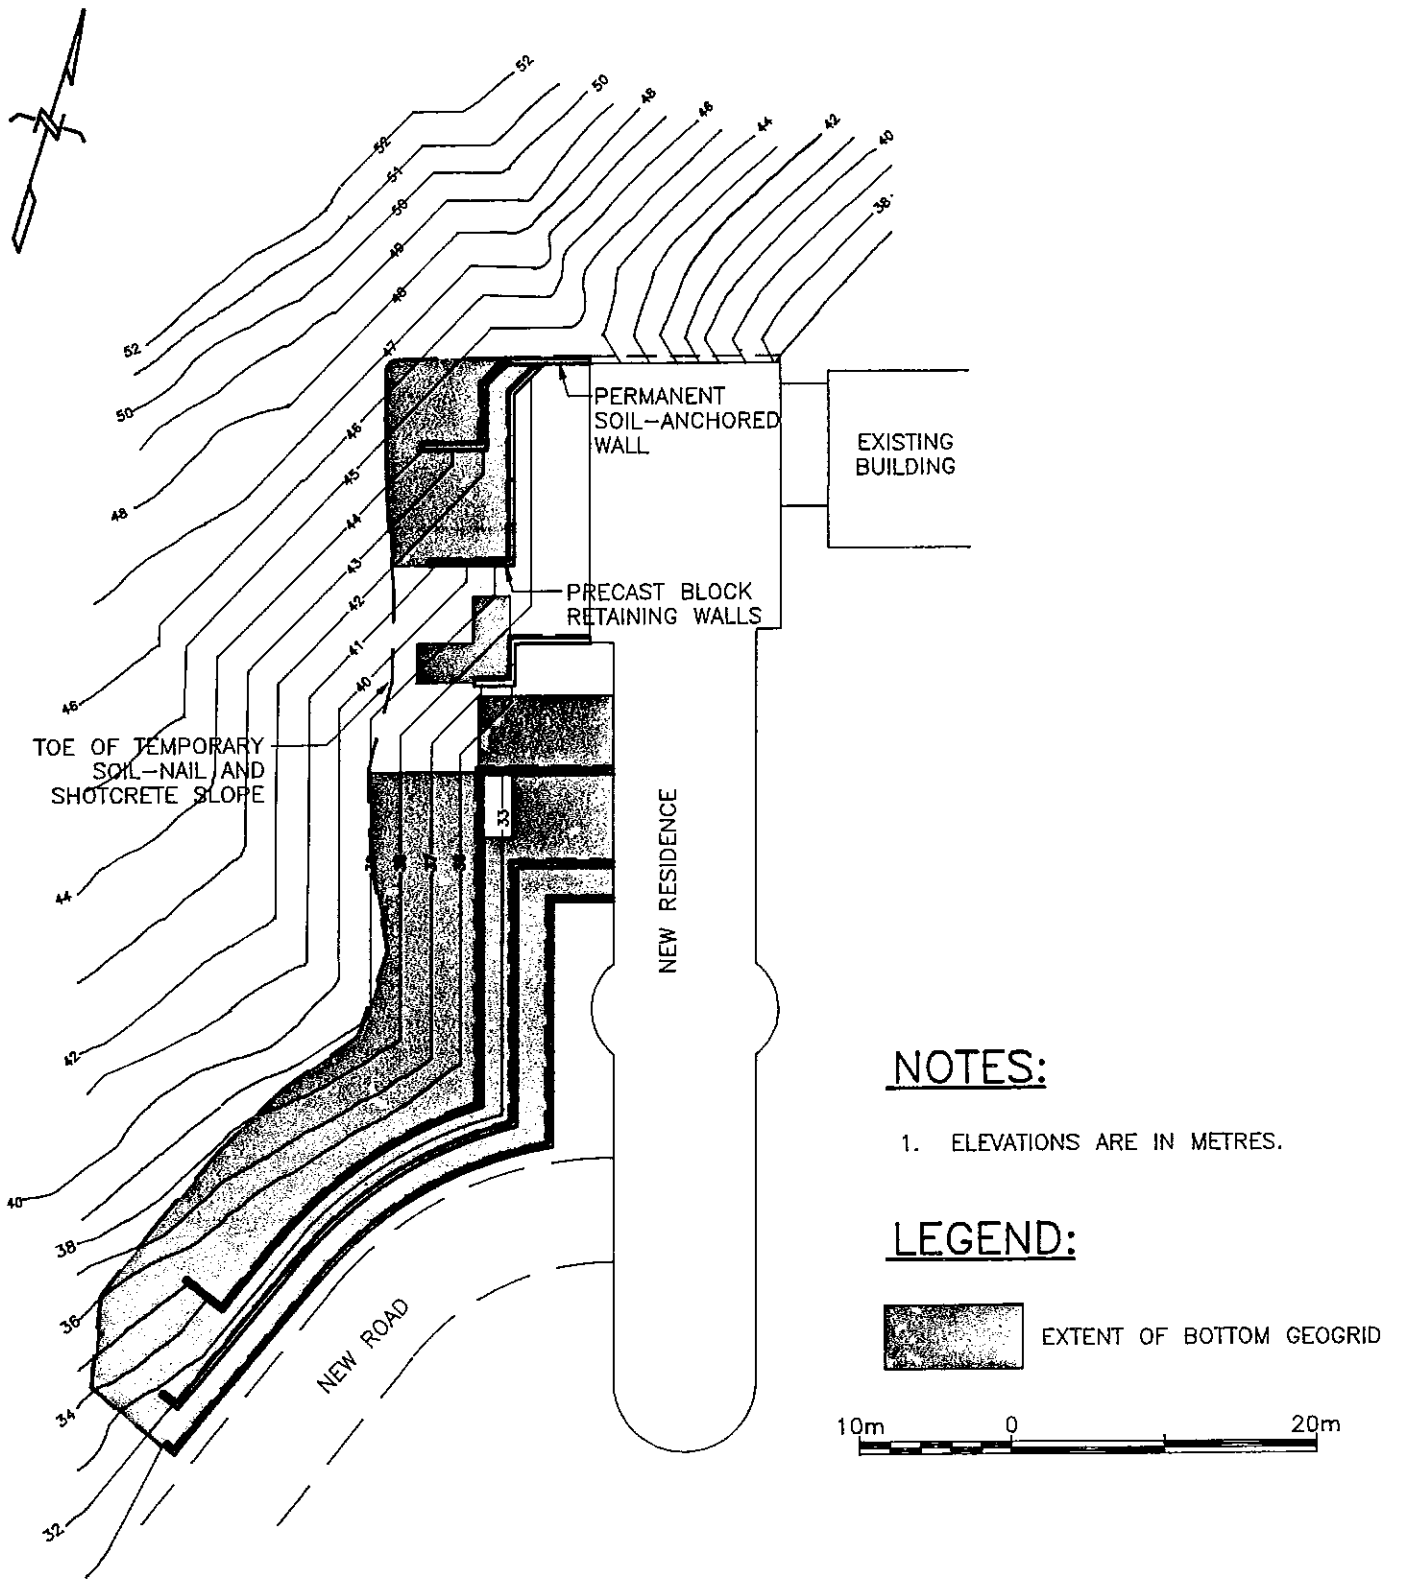 N
52
50
48
46
44
42
40
38
52
51
50
49
48
47
46
45
44
43
42
41
40
52
50
48
46
44
42
40
38
36
34
32
37
33
PERMANENT
SOIL-ANCHORED
WALL
EXISTING
BUILDING
PRECAST BLOCK
RETAINING WALLS
TOE OF TEMPORARY
SOIL-NAIL AND
SHOTCRETE SLOPE
NEW RESIDENCE
NEW ROAD
NOTES:
1. ELEVATIONS ARE IN METRES.
LEGEND:
EXTENT OF BOTTOM GEOGRID
10m 0 20m